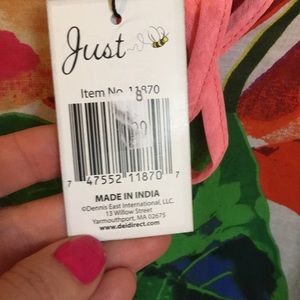 Just
Item No. 11870
7 47552 11870 7
MADE IN INDIA
©Dennis East International, LLC.
13 Willow Street
Yarmouthport, MA 02675
www.deidirect.com